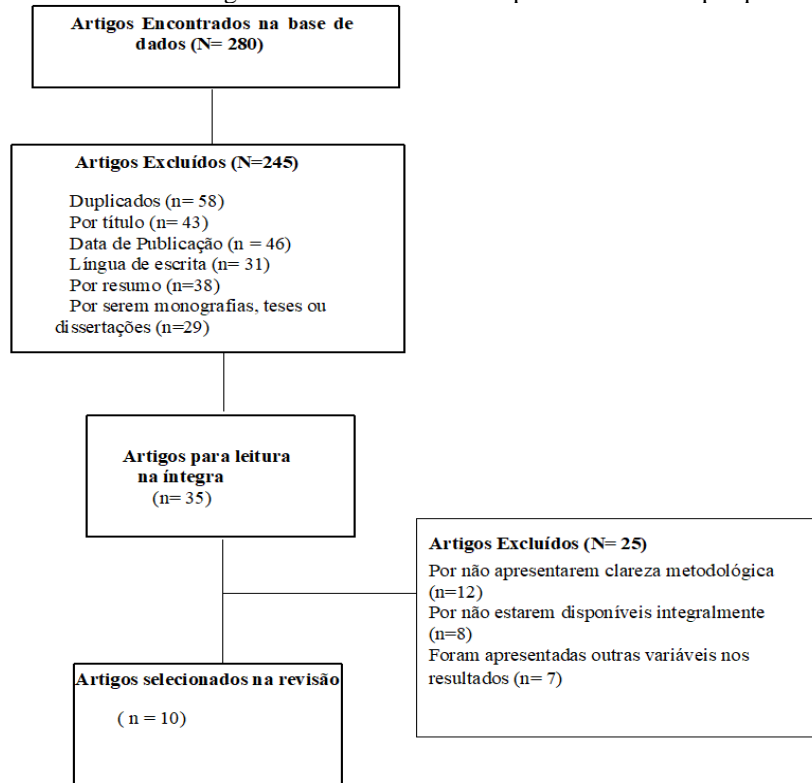 Artigos Encontrados na base de
dados (N= 280)
Artigos Excluídos (N=245)
Duplicados (n= 58)
Por título (n= 43)
Data de Publicação (n = 46)
Língua de escrita (n= 31)
Por resumo (n=38)
Por serem monografias, teses ou
dissertações (n=29)
Artigos para leitura
na íntegra
(n= 35)
Artigos Excluídos (N= 25)
Por não apresentarem clareza metodológica
(n=12)
Por não estarem disponíveis integralmente
(n=8)
Foram apresentadas outras variáveis nos
resultados (n= 7)
Artigos selecionados na revisão
( n = 10)